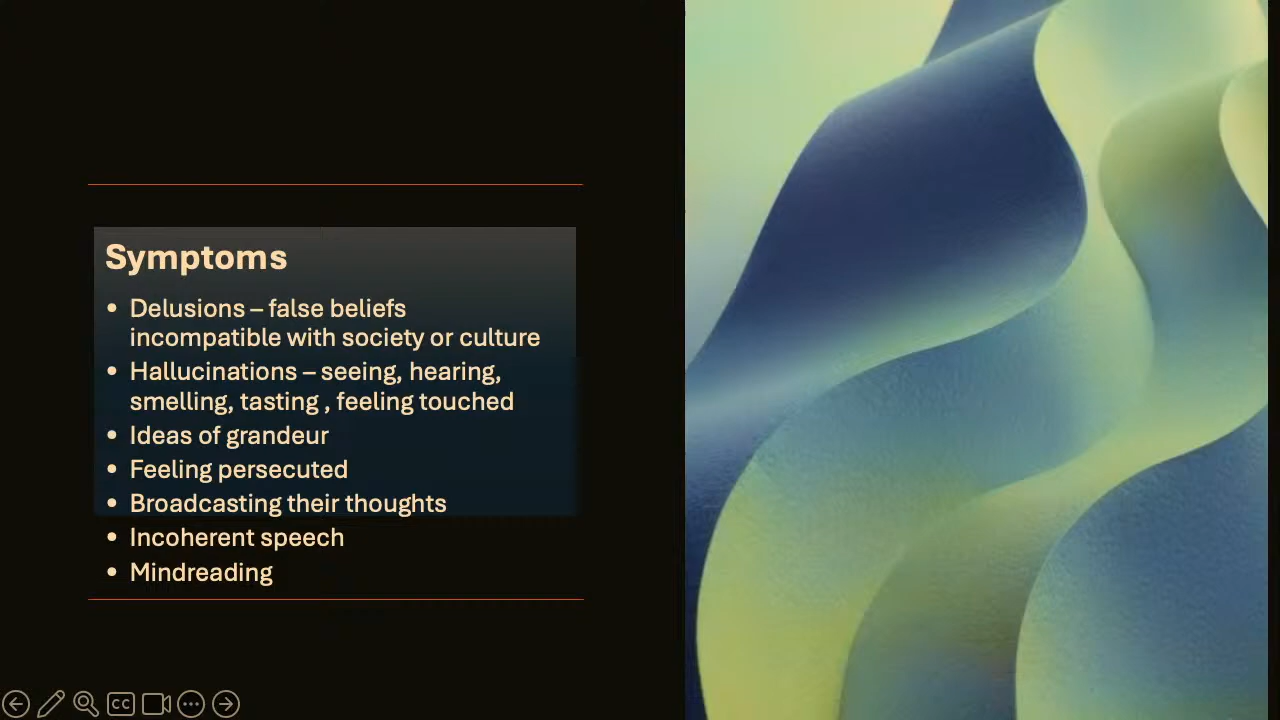 Symptoms
• Delusions – false beliefs
incompatible with society or culture
• Hallucinations – seeing, hearing,
smelling, tasting , feeling touched
• Ideas of grandeur
• Feeling persecuted
• Broadcasting their thoughts
• Incoherent speech
• Mindreading
CC